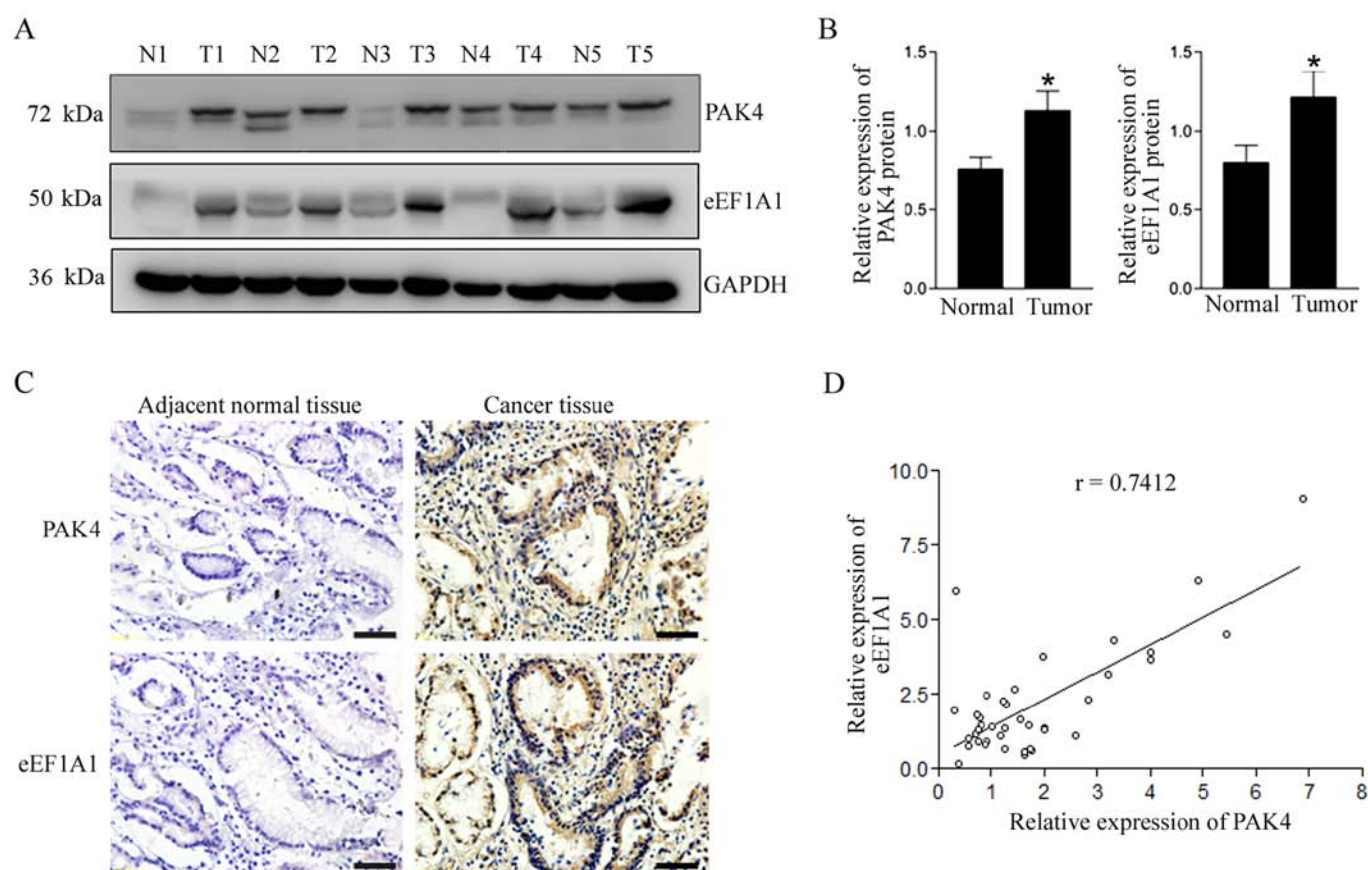 A
N1 T1 N2 T2 N3 T3 N4 T4 N5 T5
72 kDa
PAK4
50 kDa
eEF1A1
36 kDa
GAPDH
B
Relative expression of
PAK4 protein
1.5
1.0
0.5
0.0
*
Normal Tumor
Relative expression of
eEF1A1 protein
1.5
1.0
0.5
0.0
*
Normal Tumor
C
Adjacent normal tissue
Cancer tissue
PAK4
eEF1A1
D
r = 0.7412
Relative expression of
eEF1A1
10.0
7.5
5.0
2.5
0.0
0 1 2 3 4 5 6 7 8
Relative expression of PAK4